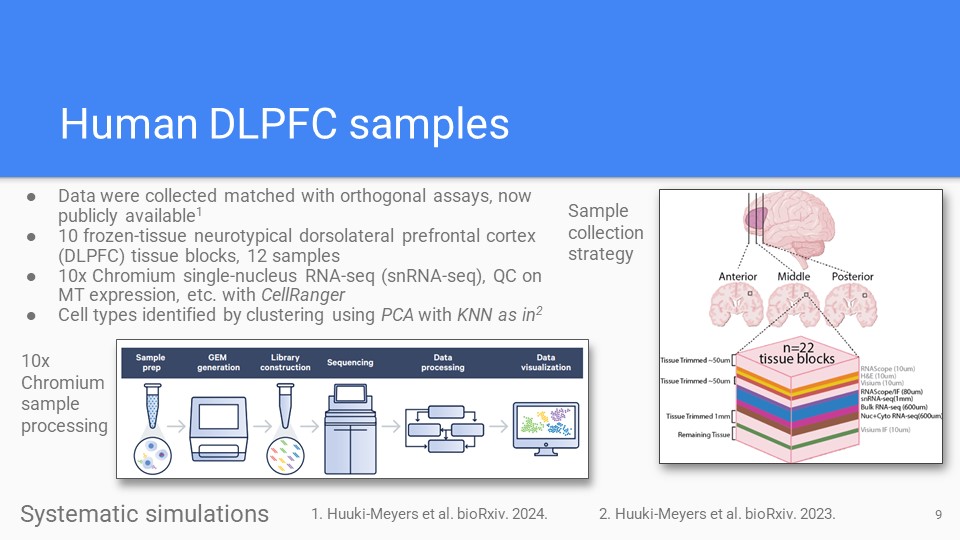 Human DLPFC samples
● Data were collected matched with orthogonal assays, now
publicly available1
● 10 frozen-tissue neurotypical dorsolateral prefrontal cortex
(DLPFC) tissue blocks, 12 samples
● 10x Chromium single-nucleus RNA-seq (snRNA-seq), QC on
MT expression, etc. with CellRanger
● Cell types identified by clustering using PCA with KNN as in2
Sample
collection
strategy
Anterior Middle Posterior
n=22
tissue blocks
Tissue Trimmed ~50um
Tissue Trimmed ~50um
Tissue Trimmed 1mm
Remaining Tissue
RNAScope (10um)
H&E (10um)
Visium (10um)
RNAScope/IF (80um)
snRNA-seq(1mm)
Bulk RNA-seq (600um)
Nuc+Cyto RNA-seq(600um)
Visium IF (10um)
10x
Chromium
sample
processing
Sample
prep
GEM
generation
Library
construction
Sequencing
Data
processing
Data
visualization
Systematic simulations
1. Huuki-Meyers et al. bioRxiv. 2024.
2. Huuki-Meyers et al. bioRxiv. 2023.
9